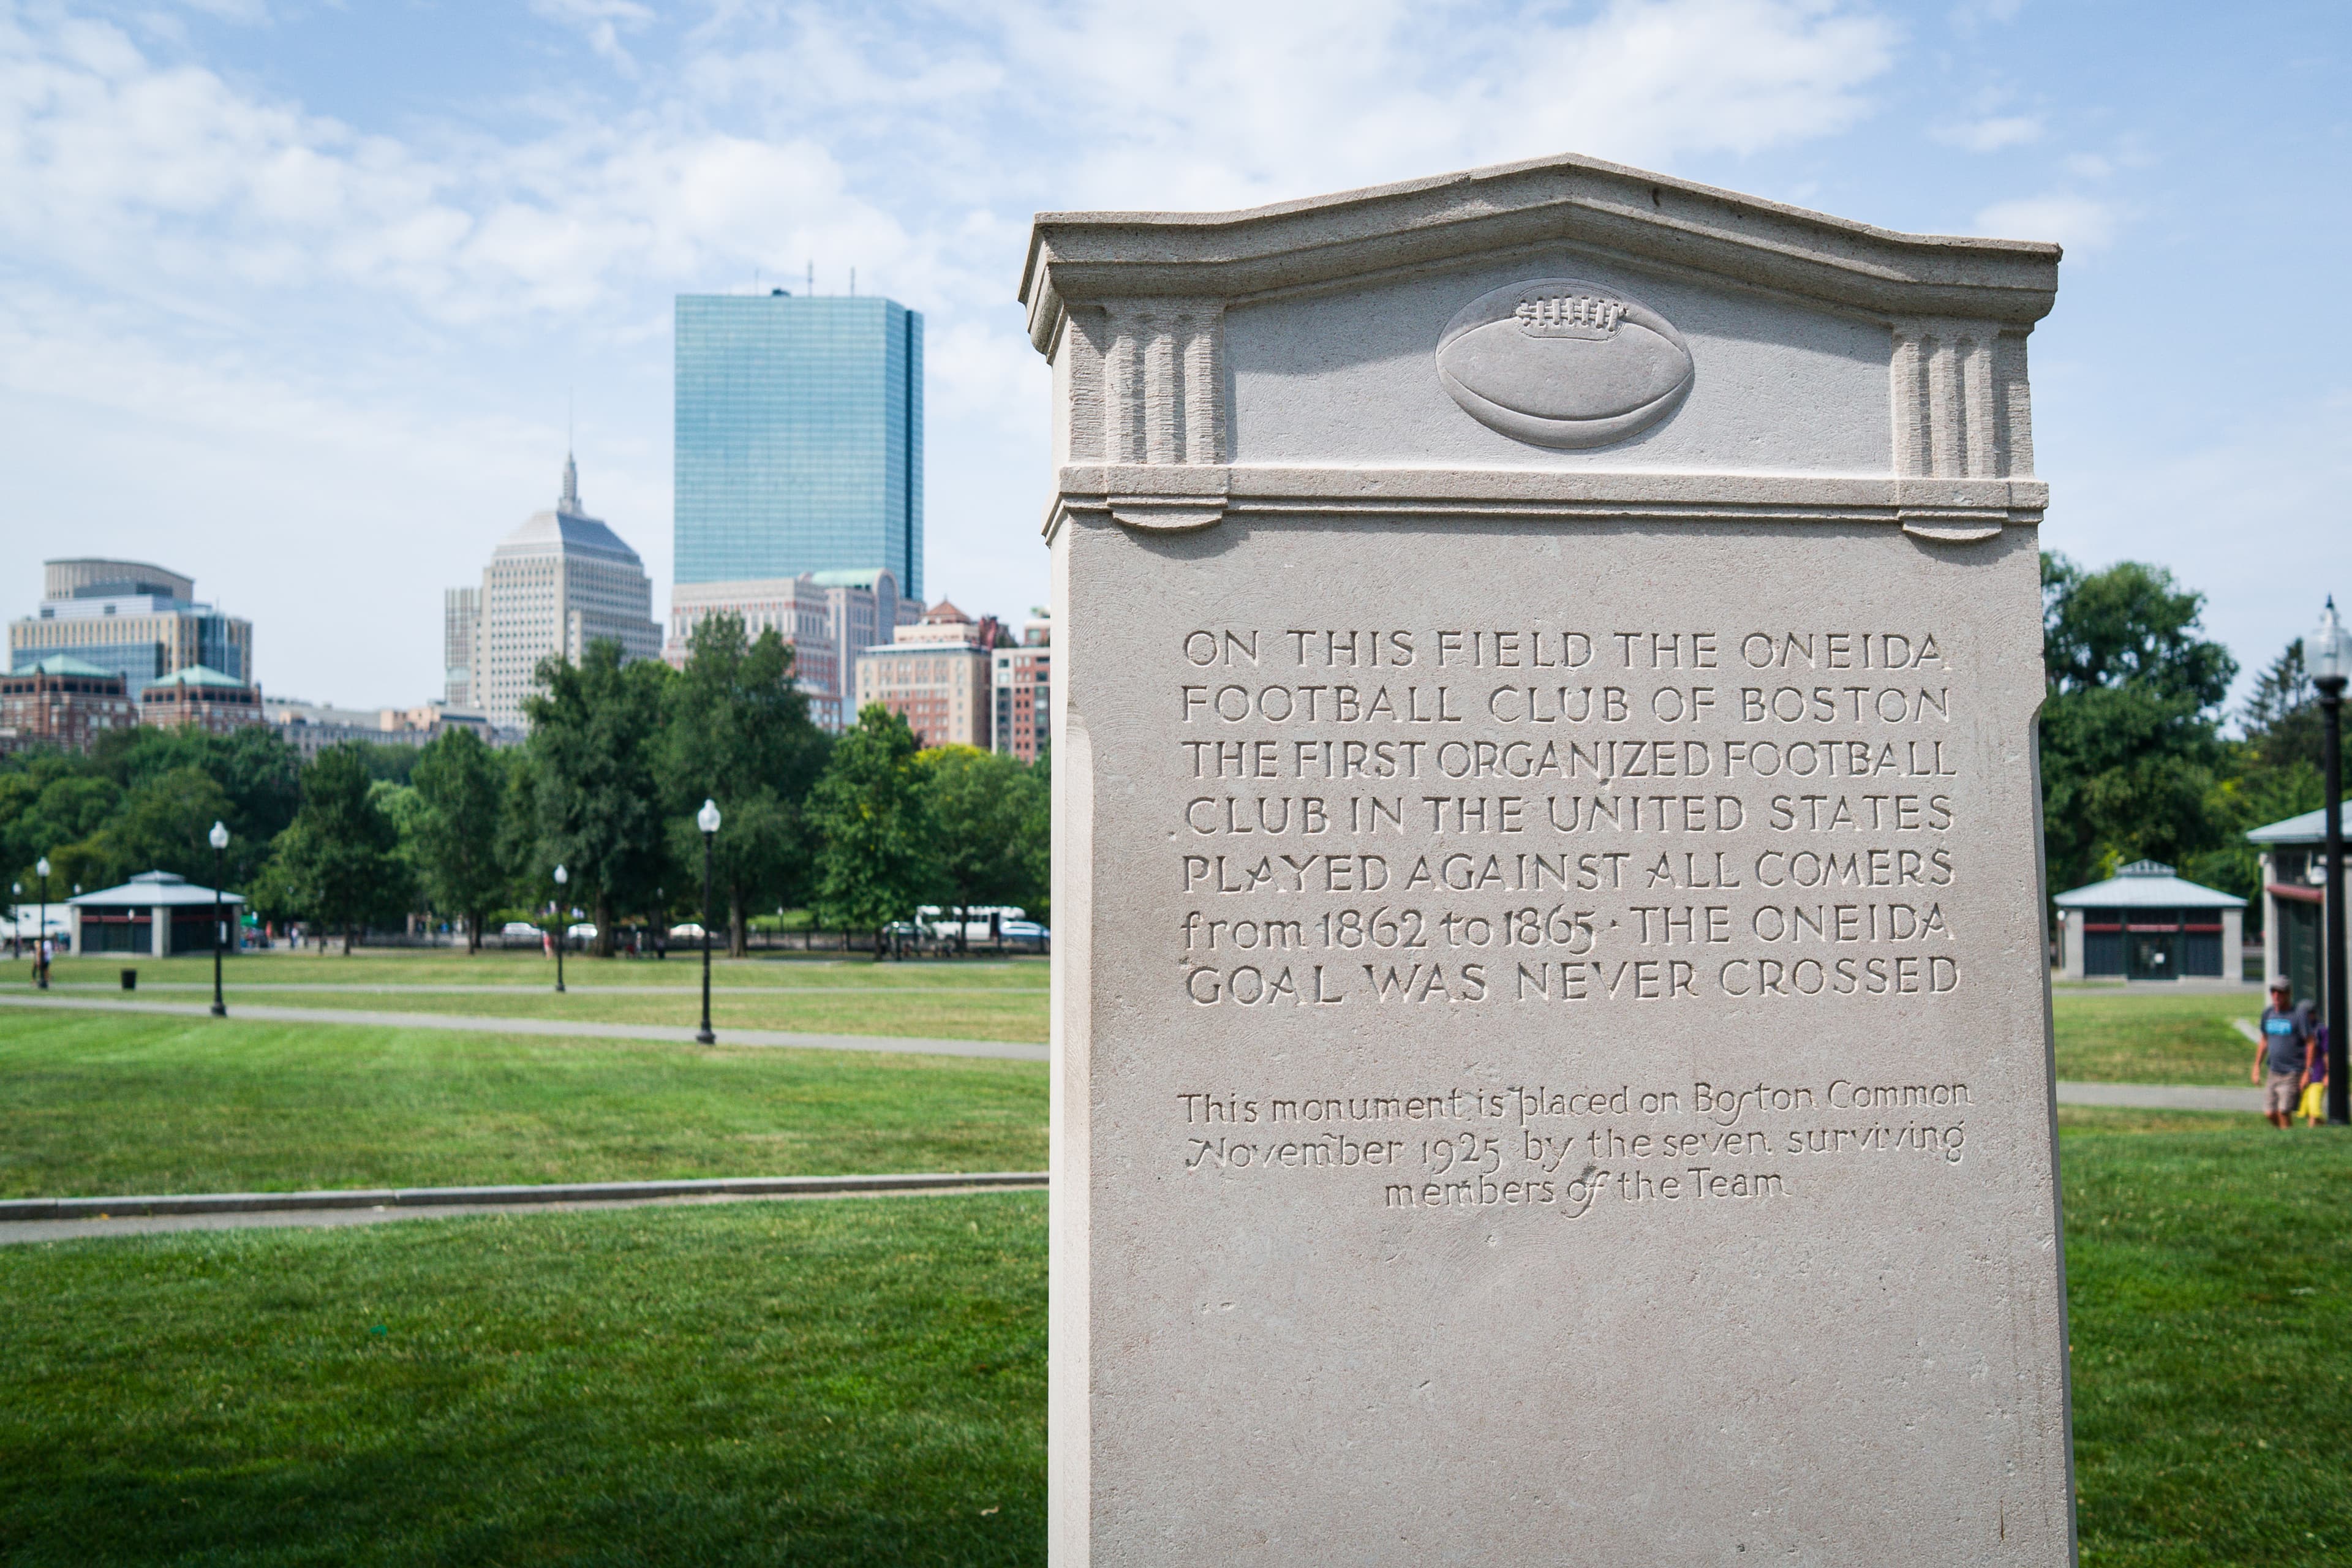 ON THIS FIELD THE ONEIDA
FOOTBALL CLUB OF BOSTON
THE FIRST ORGANIZED FOOTBALL
CLUB IN THE UNITED STATES
PLAYED AGAINST ALL COMERS
from 1862 to 1865 · THE ONEIDA
GOAL WAS NEVER CROSSED
This monument is placed on Boston Common
November 1925 by the seven surviving
members of the Team